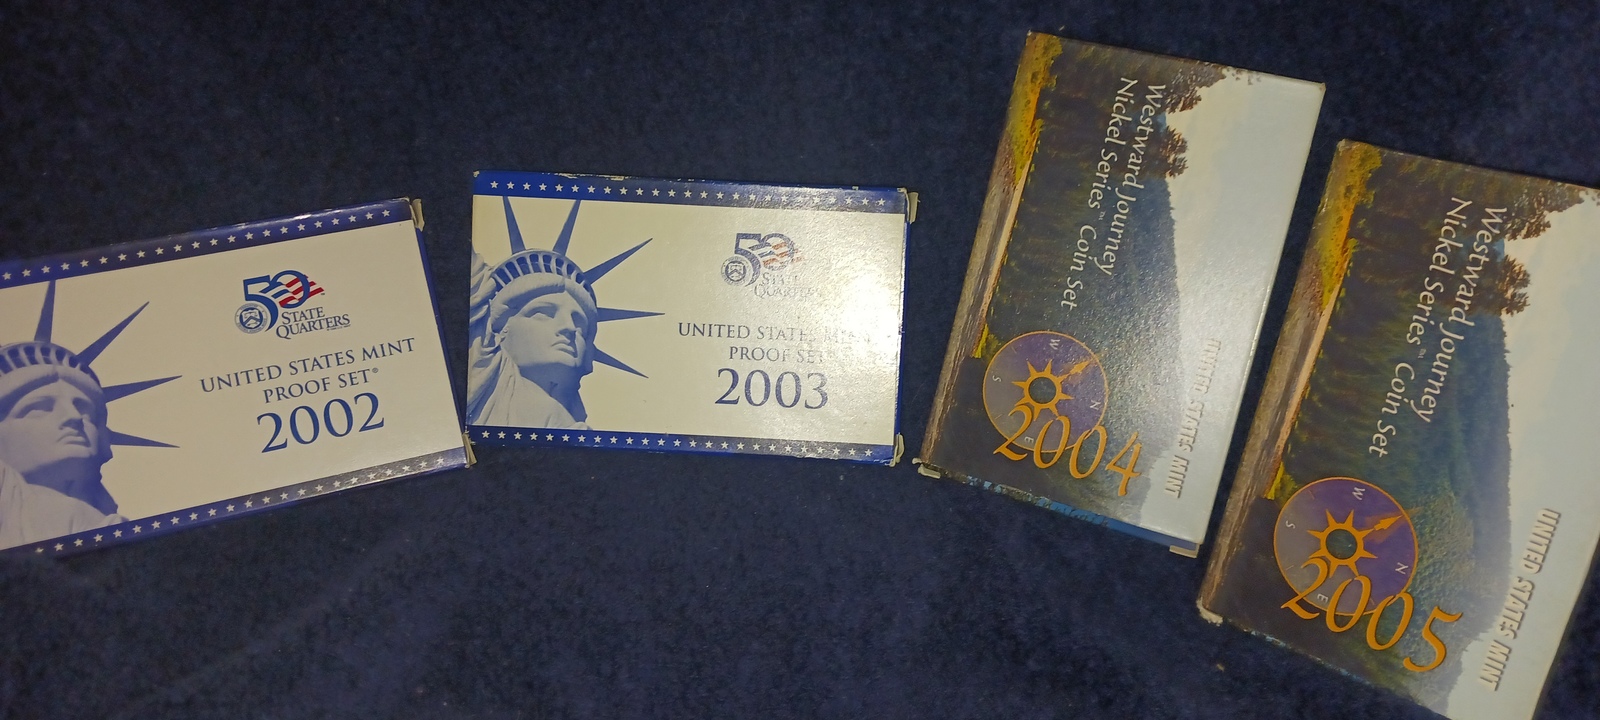 50
STATE
QUARTERS
UNITED STATES MINT
PROOF SET®
2002
50
STATE
QUARTERS
UNITED STATES MINT
PROOF SET
2003
Westward Journey
Nickel Series™ Coin Set
W
N
S
E
2004
UNITED STATES MINT
Westward Journey
Nickel Series™ Coin Set
W
N
S
E
2005
UNITED STATES MINT